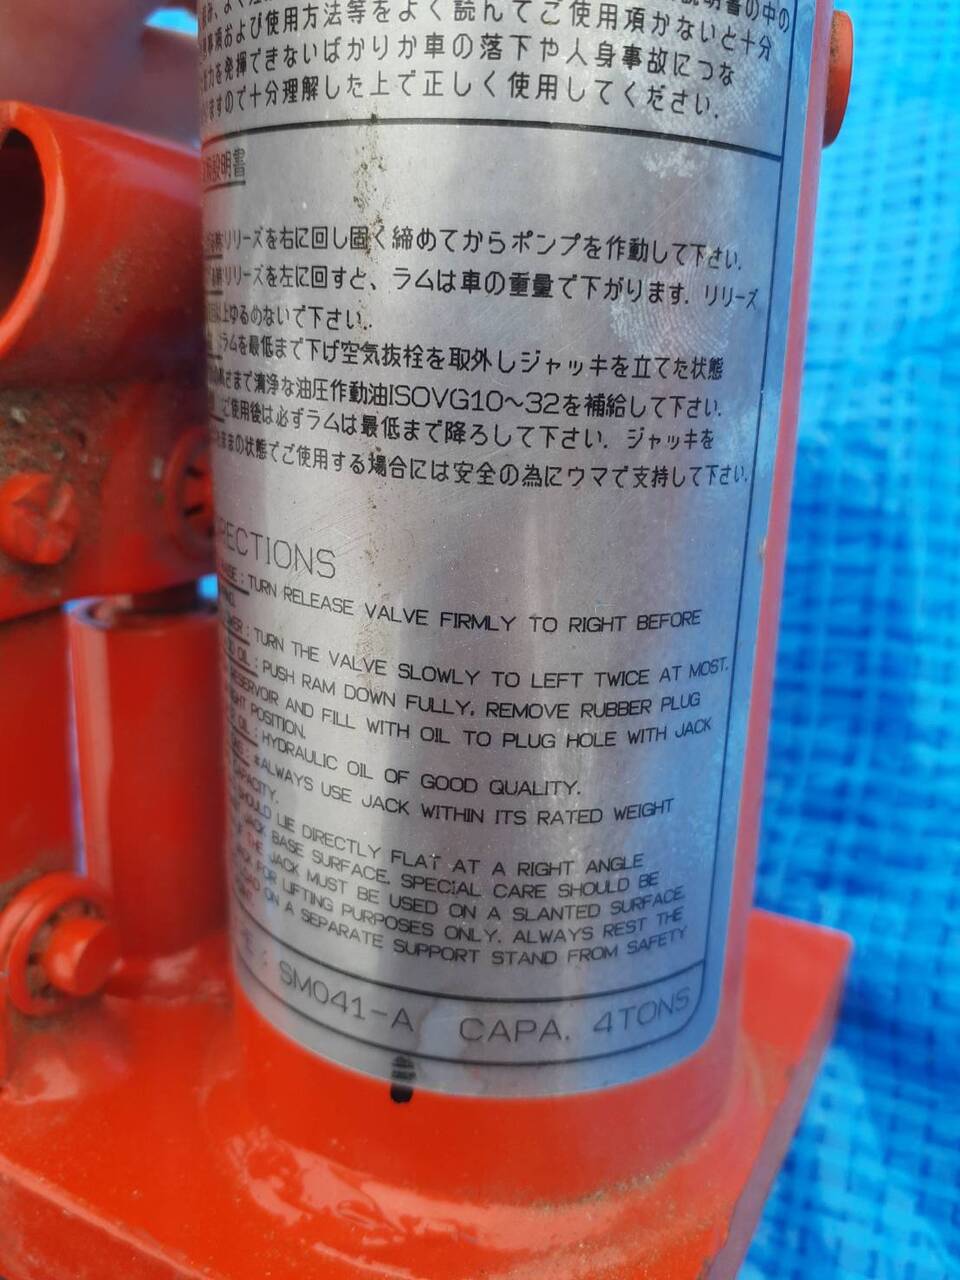 説明書の中の
事項および使用方法等をよく読んでご使用項かないと十分
力を発揮できないばかりか車の落下や人身事故につな
ますので十分理解した上で正しく使用してください.
説明書
リリーズを右に回し固く締めてからポンプを作動して下さい.
リリーズを左に回すと、ラムは車の重量で下がります. リリーズ
以上ゆるめないで下さい.
ラムを最低まで下げ空気抜栓を取外しジャッキを立てた状態
さまで清浄な油圧作動油ISOVG10〜32を補給して下さい.
ご使用後は必ずラムは最低まで降ろして下さい. ジャッキを
ままの状態でご使用する場合には安全の為にウマで支持して下さい.
RECTIONS
TURN RELEASE VALVE FIRMLY TO RIGHT BEFORE
TURN THE VALVE SLOWLY TO LEFT TWICE AT MOST.
OIL : PUSH RAM DOWN FULLY, REMOVE RUBBER PLUG
RESERVOIR AND FILL WITH OIL TO PLUG HOLE WITH JACK
POSITION.
OIL : HYDRAULIC OIL OF GOOD QUALITY.
*ALWAYS USE JACK WITHIN ITS RATED WEIGHT
CAPACITY.
SHOULD LIE DIRECTLY FLAT AT A RIGHT ANGLE
JACK BASE SURFACE. SPECIAL CARE SHOULD BE
THE JACK MUST BE USED ON A SLANTED SURFACE.
FOR LIFTING PURPOSES ONLY. ALWAYS REST THE
LOAD ON A SEPARATE SUPPORT STAND FROM SAFETY
SM041-A CAPA. 4TONS